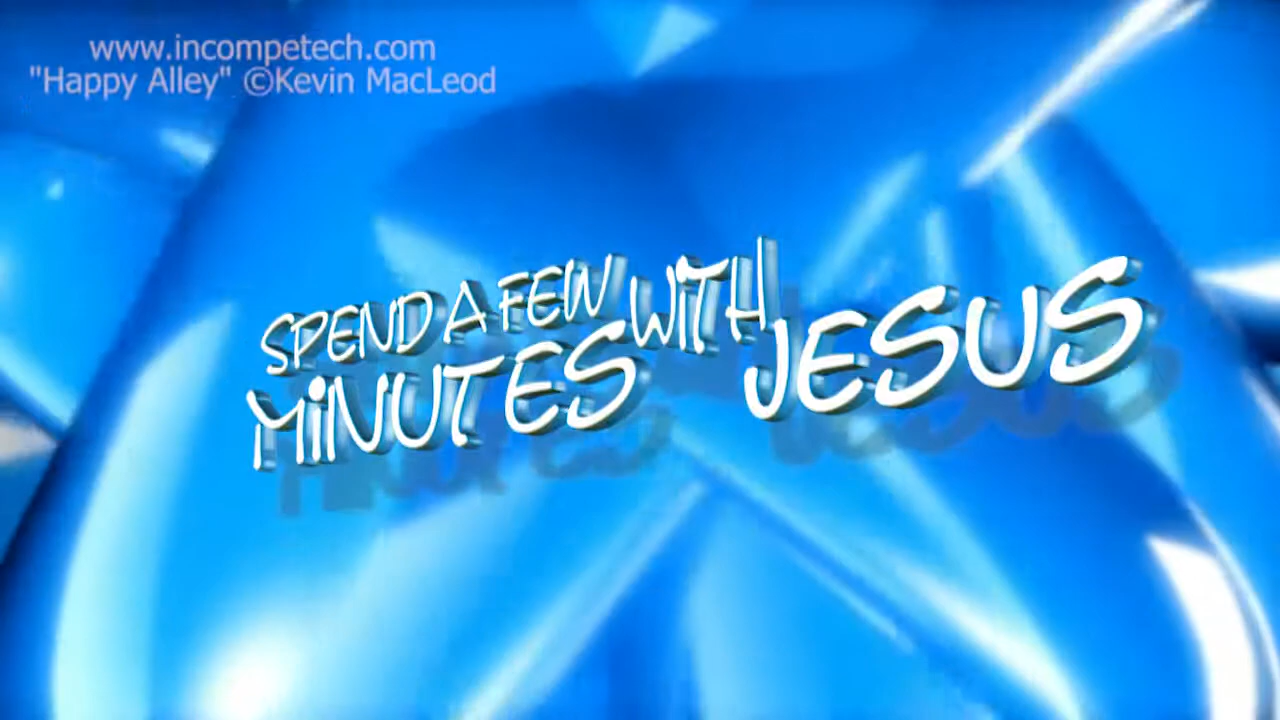 www.incompetech.com
"Happy Alley" ©Kevin MacLeod
SPEND A FEW
MiNUTES WiTH
JESUS